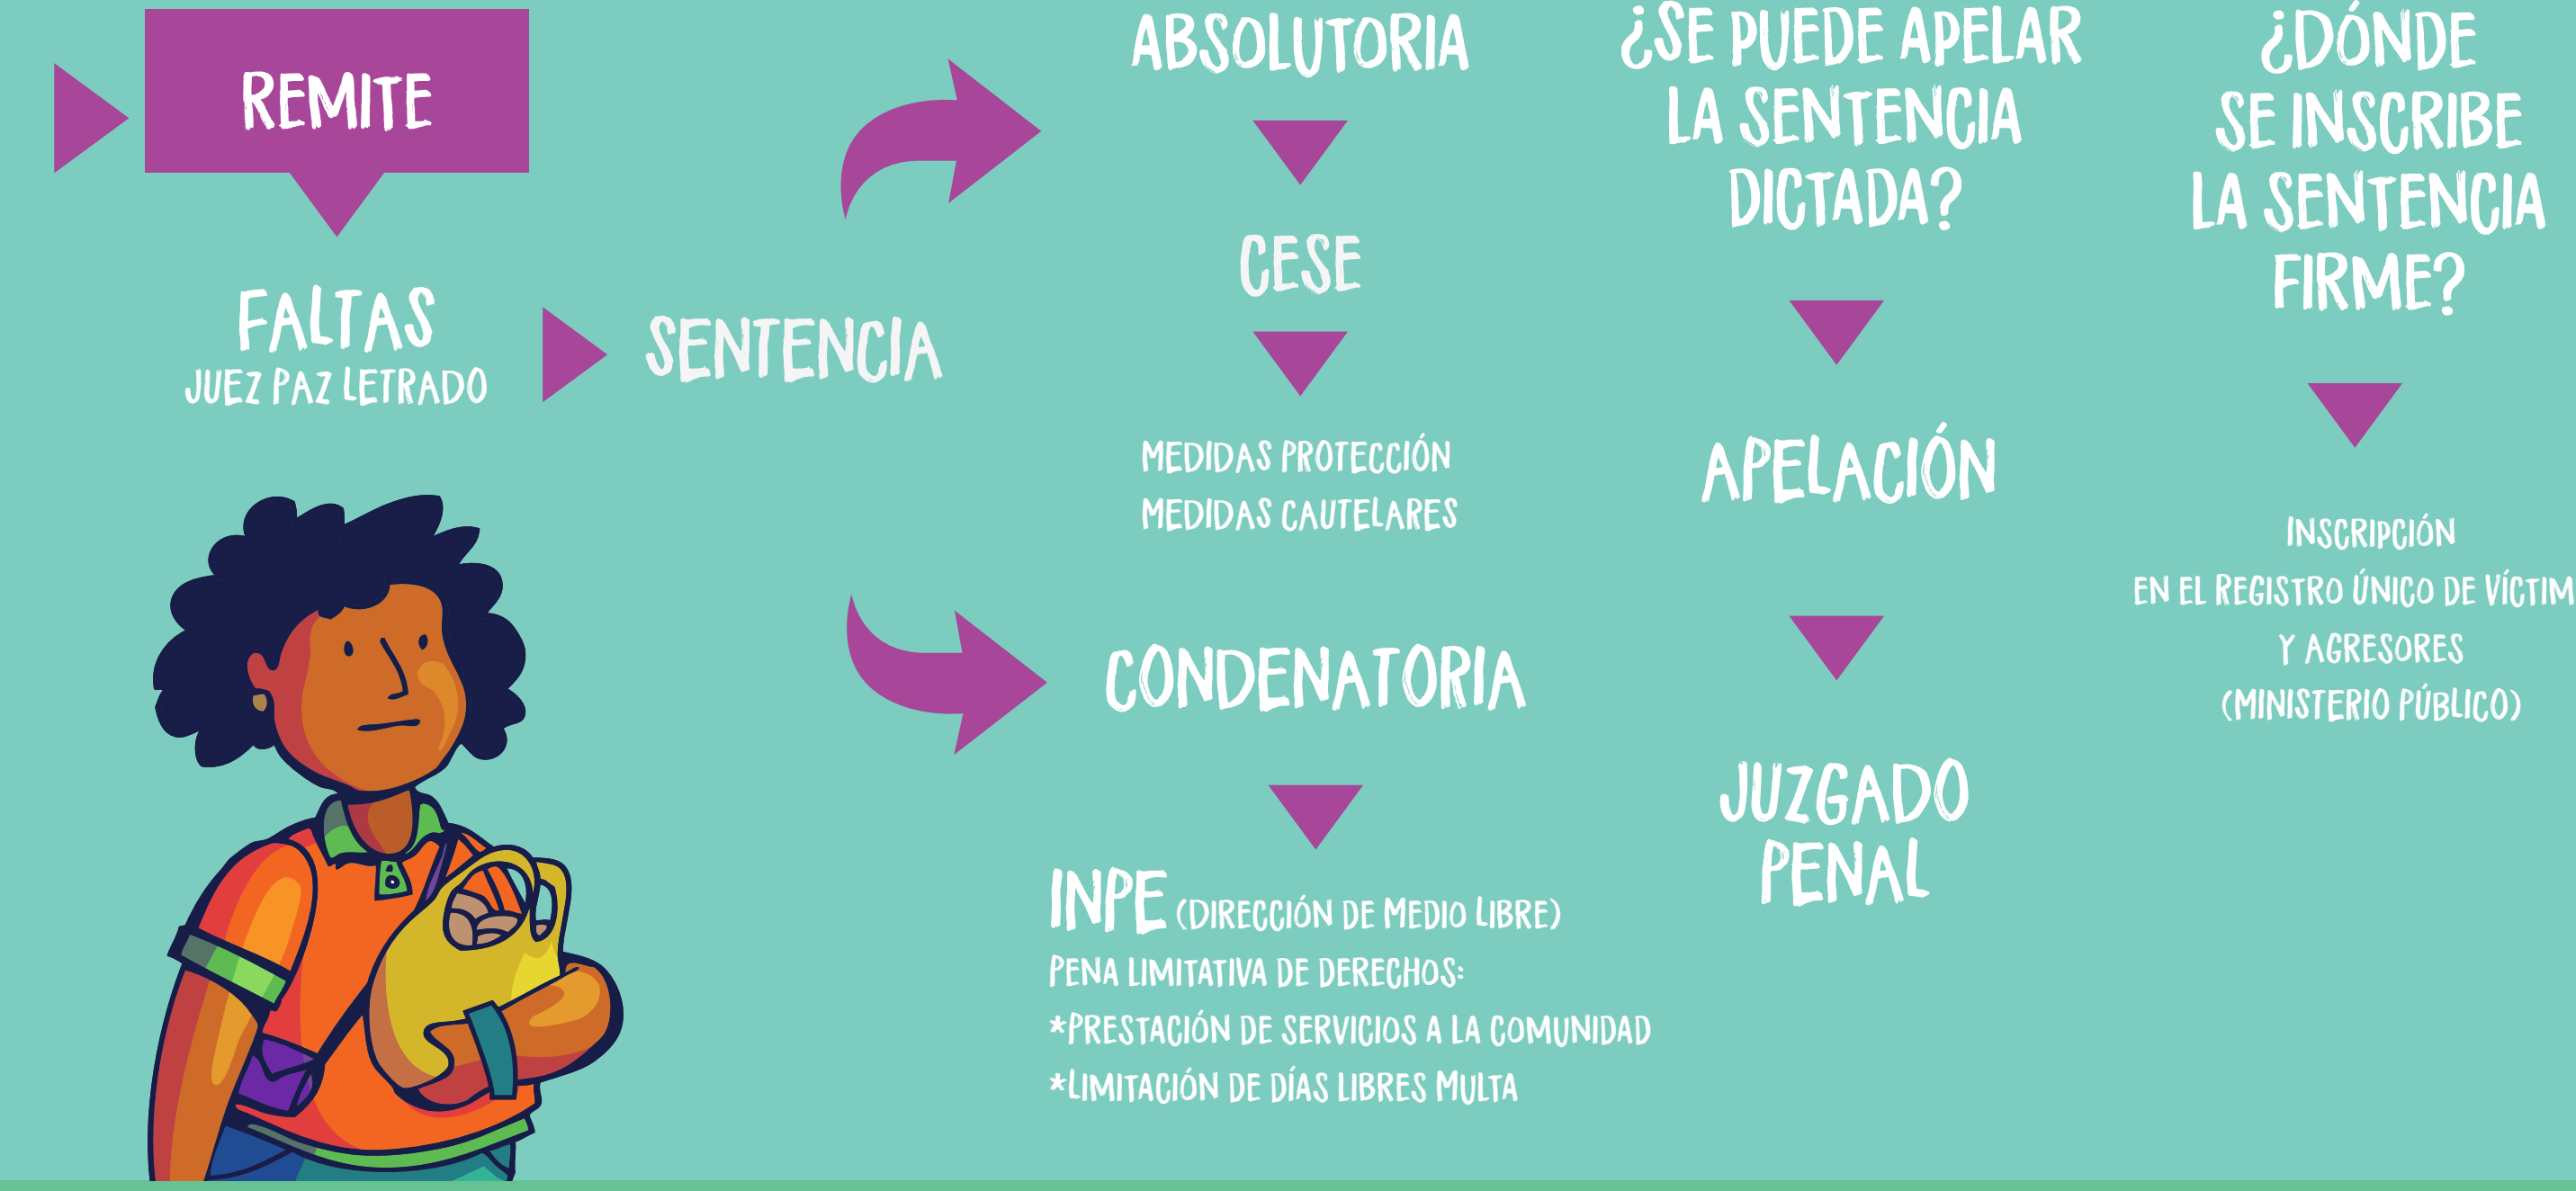 REMITE
FALTAS
JUEZ PAZ LETRADO
SENTENCIA
ABSOLUTORIA
CESE
MEDIDAS PROTECCIÓN
MEDIDAS CAUTELARES
CONDENATORIA
INPE (DIRECCIÓN DE MEDIO LIBRE)
PENA LIMITATIVA DE DERECHOS:
*PRESTACIÓN DE SERVICIOS A LA COMUNIDAD
*LIMITACIÓN DE DÍAS LIBRES MULTA
¿SE PUEDE APELAR
LA SENTENCIA
DICTADA?
APELACIÓN
JUZGADO
PENAL
¿DÓNDE
SE INSCRIBE
LA SENTENCIA
FIRME?
INSCRIPCIÓN
EN EL REGISTRO ÚNICO DE VÍCTIM
Y AGRESORES
(MINISTERIO PÚBLICO)